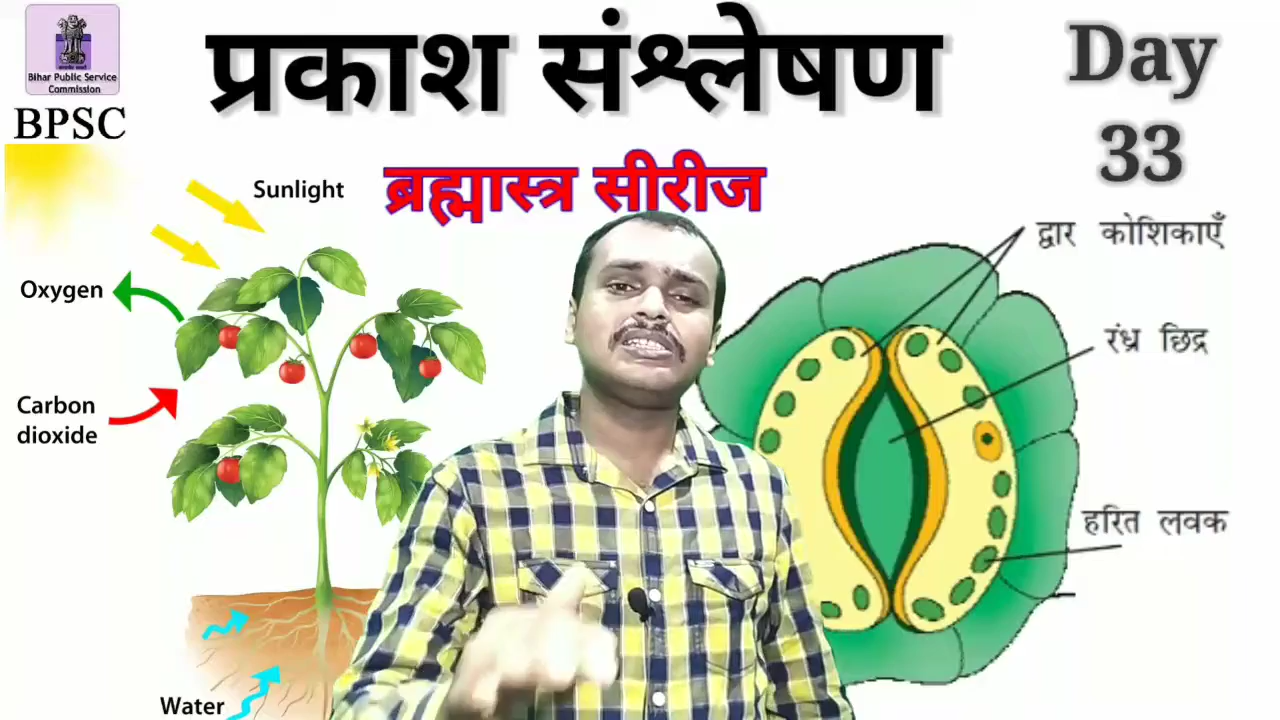 Bihar Public Service
Commission
BPSC
प्रकाश संश्लेषण
Day
33
ब्रह्मास्त्र सीरीज
Sunlight
Oxygen
Carbon
dioxide
Water
द्वार कोशिकाएँ
रंध्र छिद्र
हरित लवक